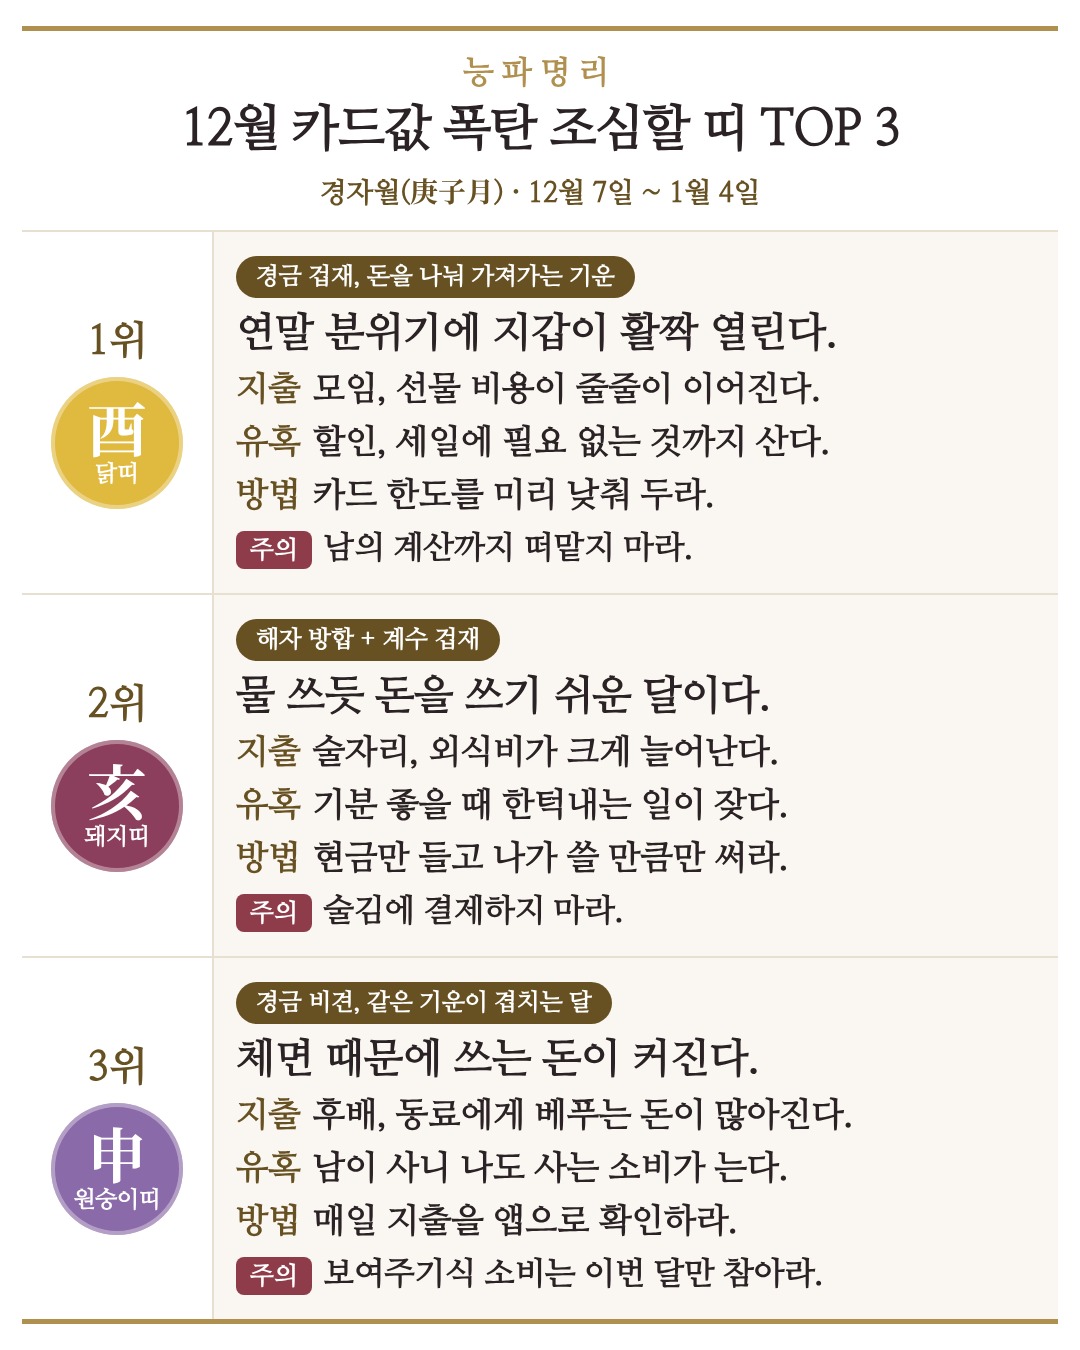 능파명리
12월 카드값 폭탄 조심할 띠 TOP 3
경자월(庚子月) · 12월 7일 ~ 1월 4일
1위
酉
닭띠
경금 겁재, 돈을 나눠 가져가는 기운
연말 분위기에 지갑이 활짝 열린다.
지출 모임, 선물 비용이 줄줄이 이어진다.
유혹 할인, 세일에 필요 없는 것까지 산다.
방법 카드 한도를 미리 낮춰 두라.
주의 남의 계산까지 떠맡지 마라.
2위
亥
돼지띠
해자 방합 + 계수 겁재
물 쓰듯 돈을 쓰기 쉬운 달이다.
지출 술자리, 외식비가 크게 늘어난다.
유혹 기분 좋을 때 한턱내는 일이 잦다.
방법 현금만 들고 나가 쓸 만큼만 써라.
주의 술김에 결제하지 마라.
3위
申
원숭이띠
경금 비견, 같은 기운이 겹치는 달
체면 때문에 쓰는 돈이 커진다.
지출 후배, 동료에게 베푸는 돈이 많아진다.
유혹 남이 사니 나도 사는 소비가 는다.
방법 매일 지출을 앱으로 확인하라.
주의 보여주기식 소비는 이번 달만 참아라.